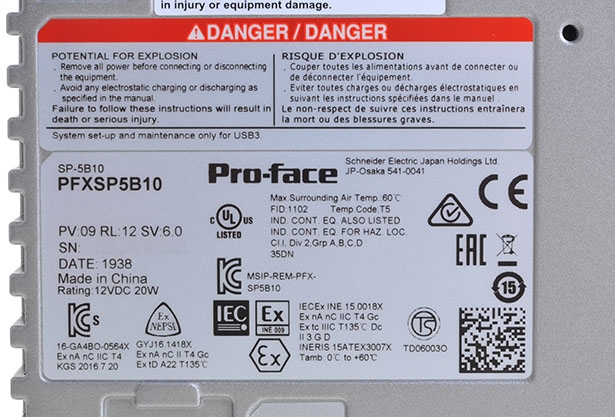 in injury or equipment damage.
DANGER / DANGER
POTENTIAL FOR EXPLOSION
. Remove all power before connecting or disconnecting
the equipment.
. Avoid any electrostatic charging or discharging as
specified in the manual.
Failure to follow these instructions will result in
death or serious injury.
RISQUE D'EXPLOSION
. Couper toutes les alimentations avant de connecter ou
de déconnecter l'équipement.
. Eviter toutes charges ou décharges électrostatiques en
suivant les instructions spécifiées dans le manuel.
Le non-respect de suivre ces instructions entraînera
la mort ou des blessures graves.
System set-up and maintenance only for USB3.
SP-5B10
PFXSP5B10
Pro-face
Schneider Electric Japan Holdings Ltd.
JP-Osaka 541-0041
PV:09 RL:12 SV:6.0
SN:
DATE: 1938
Made in China
Rating:12VDC 20W
C UL US
LISTED
Max.Surrounding Air Temp.:60°C
FID:1102 Temp.Code:T5
IND. CONT. EQ. ALSO LISTED
IND. CONT. EQ. FOR HAZ. LOC.
Cl I, Div 2,Grp A,B,C,D
35DN
MSIP-REM-PFX-
SP5B10
CE
EAC
15
KCs
16-GA4BO-0564X
Ex nA nC IIC T4
KGS 2016.7.20
Ex
NEPSI
GYJ16.1418X
Ex nA nC II T4 Gc
Ex tD A22 T135°C
IEC
Ex
INE 009
Ex
IECEx INE 15.0018X
Ex nA nC IIC T4 Gc
Ex tc IIIC T135°C Dc
II 3 G D
INERIS 15ATEX3007X
Tamb: 0°C to +60°C
TS
TD06003O